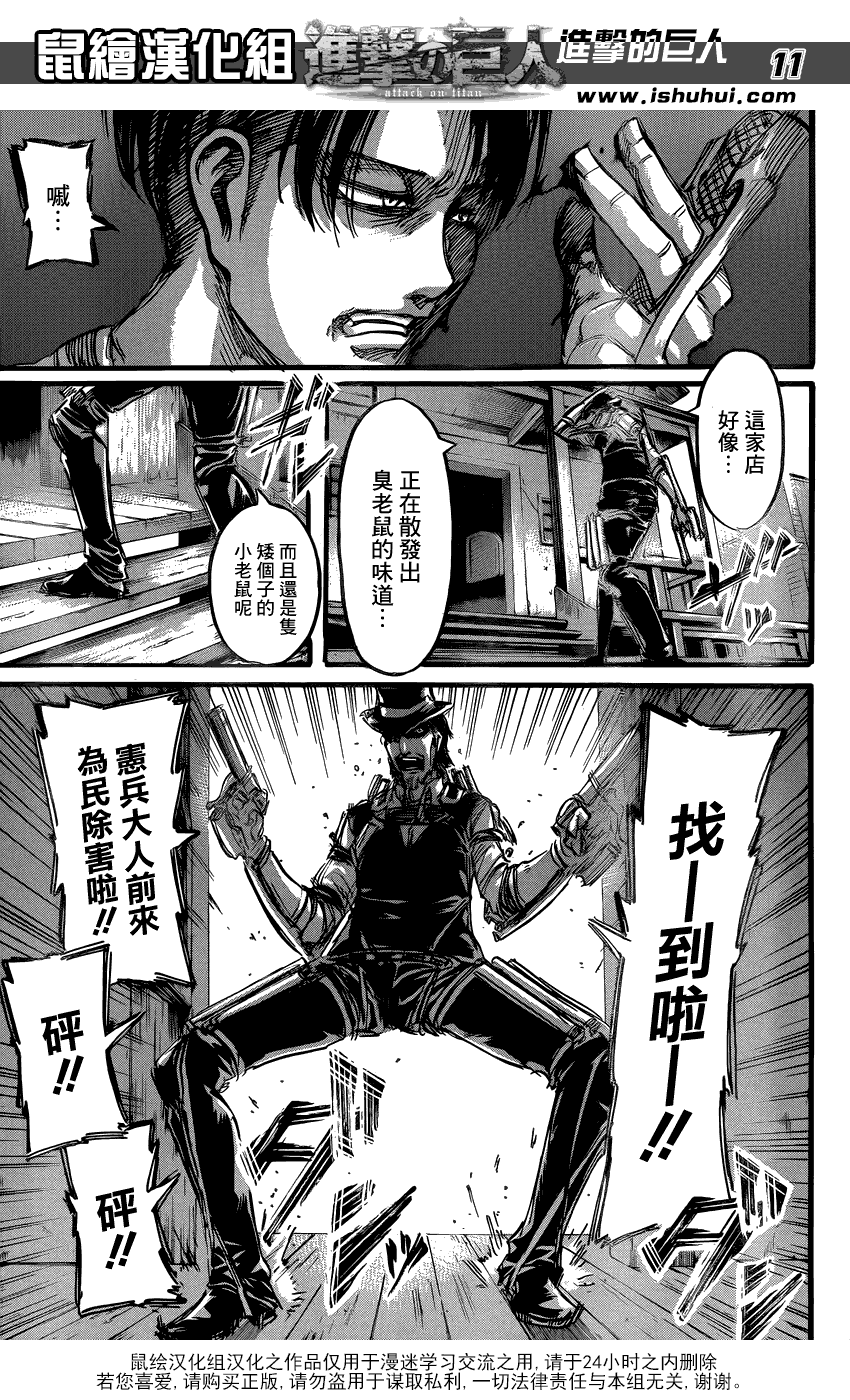 鼠繪漢化組
進撃の巨人
attack on titan
進擊的巨人
11
www.ishuhui.com
嘁…
這家店
好像…
正在散發出
臭老鼠的味道…
而且還是隻
矮個子的
小老鼠呢
找—到啦—!!
憲兵大人前來
為民除害啦!!
砰!!
砰!!
鼠绘汉化组汉化之作品仅用于漫迷学习交流之用, 请于24小时之内删除
若您喜爱, 请购买正版, 请勿盗用于谋取私利, 一切法律责任与本组无关, 谢谢.